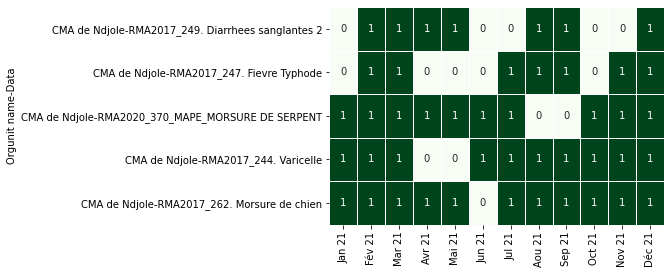 Orgunit name-Data
CMA de Ndjole-RMA2017_249. Diarrhees sanglantes 2 0 1 1 1 1 0 0 1 1 0 0 1
CMA de Ndjole-RMA2017_247. Fievre Typhode 0 1 1 0 0 0 1 1 1 0 1 1
CMA de Ndjole-RMA2020_370_MAPE_MORSURE DE SERPENT 1 1 1 1 1 1 1 0 0 1 1 1
CMA de Ndjole-RMA2017_244. Varicelle 1 1 1 0 0 1 1 1 1 1 1 1
CMA de Ndjole-RMA2017_262. Morsure de chien 1 1 1 1 1 0 1 1 1 1 1 1
Jan 21 Fév 21 Mar 21 Avr 21 Mai 21 Jun 21 Jul 21 Aou 21 Sep 21 Oct 21 Nov 21 Déc 21